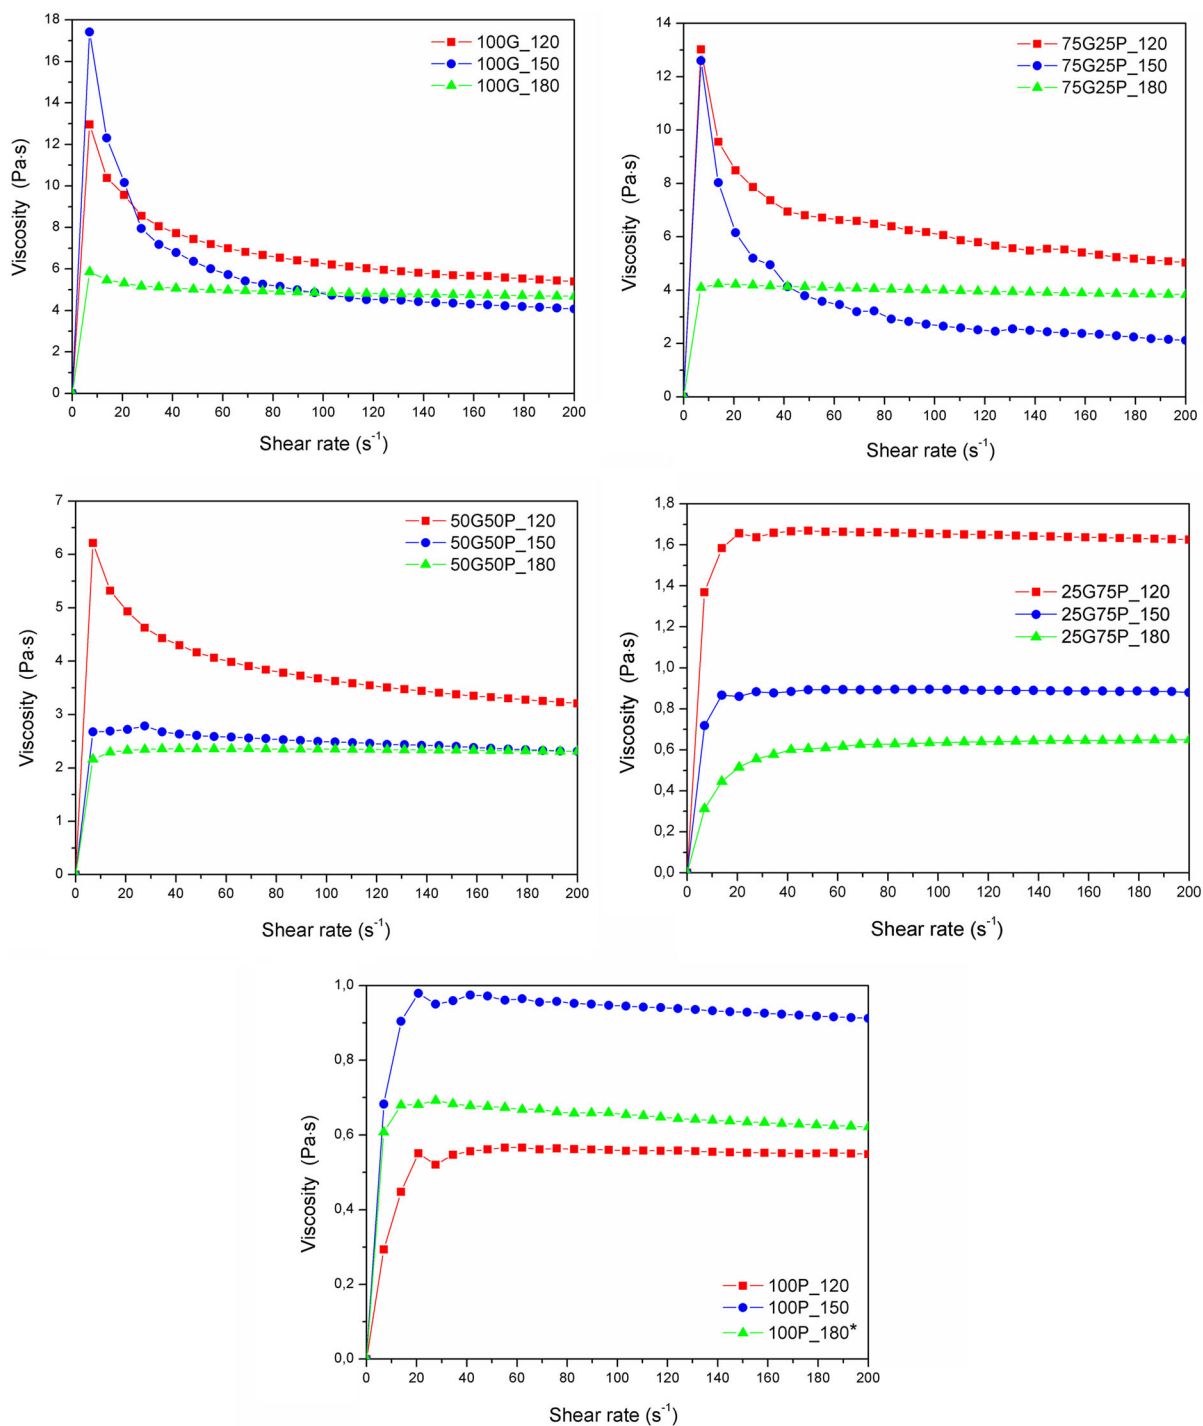 18
16
14
12
10
8
6
4
2
0
Viscosity (Pa·s)
100G_120
100G_150
100G_180
0 20 40 60 80 100 120 140 160 180 200
Shear rate (s⁻¹)
14
12
10
8
6
4
2
0
Viscosity (Pa·s)
75G25P_120
75G25P_150
75G25P_180
0 20 40 60 80 100 120 140 160 180 200
Shear rate (s⁻¹)
7
6
5
4
3
2
1
0
Viscosity (Pa·s)
50G50P_120
50G50P_150
50G50P_180
0 20 40 60 80 100 120 140 160 180 200
Shear rate (s⁻¹)
1,8
1,6
1,4
1,2
1,0
0,8
0,6
0,4
0,2
0,0
Viscosity (Pa·s)
25G75P_120
25G75P_150
25G75P_180
0 20 40 60 80 100 120 140 160 180 200
Shear rate (s⁻¹)
1,0
0,8
0,6
0,4
0,2
0,0
Viscosity (Pa·s)
100P_120
100P_150
100P_180*
0 20 40 60 80 100 120 140 160 180 200
Shear rate (s⁻¹)